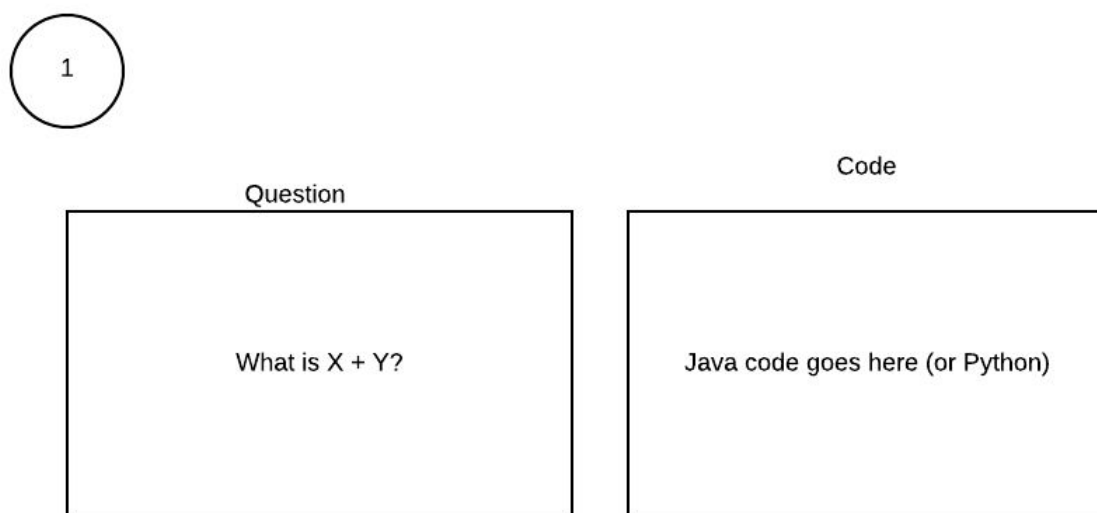 1
Question
Code
What is X + Y?
Java code goes here (or Python)